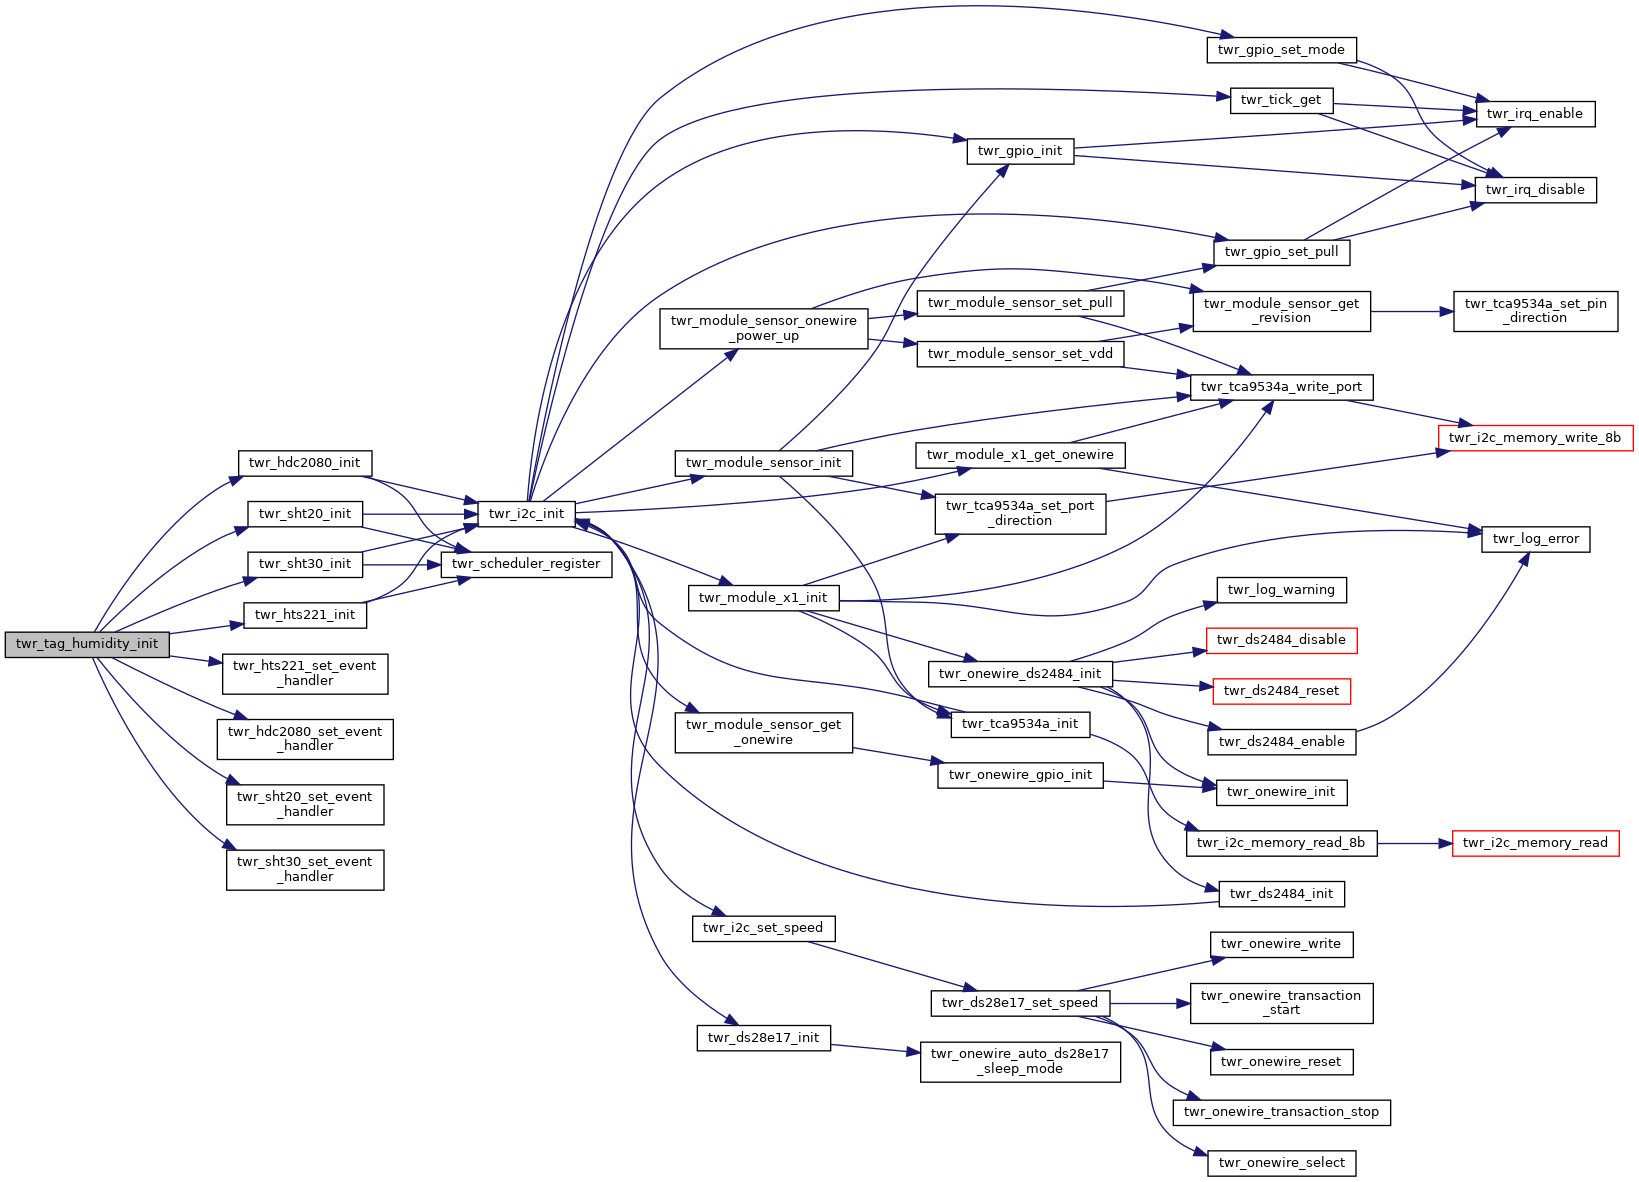 twr_tag_humidity_init
twr_hdc2080_init
twr_sht20_init
twr_sht30_init
twr_hts221_init
twr_hts221_set_event
_handler
twr_hdc2080_set_event
_handler
twr_sht20_set_event
_handler
twr_sht30_set_event
_handler
twr_i2c_init
twr_scheduler_register
twr_module_sensor_onewire
_power_up
twr_module_sensor_init
twr_module_x1_init
twr_module_sensor_get
_onewire
twr_i2c_set_speed
twr_ds28e17_init
twr_gpio_init
twr_module_sensor_set_pull
twr_module_sensor_set_vdd
twr_module_x1_get_onewire
twr_tca9534a_set_port
_direction
twr_onewire_ds2484_init
twr_tca9534a_init
twr_onewire_gpio_init
twr_ds28e17_set_speed
twr_onewire_auto_ds28e17
_sleep_mode
twr_gpio_set_mode
twr_tick_get
twr_gpio_set_pull
twr_module_sensor_get
_revision
twr_tca9534a_write_port
twr_log_warning
twr_ds2484_disable
twr_ds2484_reset
twr_ds2484_enable
twr_onewire_init
twr_i2c_memory_read_8b
twr_ds2484_init
twr_onewire_write
twr_onewire_transaction
_start
twr_onewire_reset
twr_onewire_transaction_stop
twr_onewire_select
twr_irq_enable
twr_irq_disable
twr_tca9534a_set_pin
_direction
twr_i2c_memory_write_8b
twr_log_error
twr_i2c_memory_read